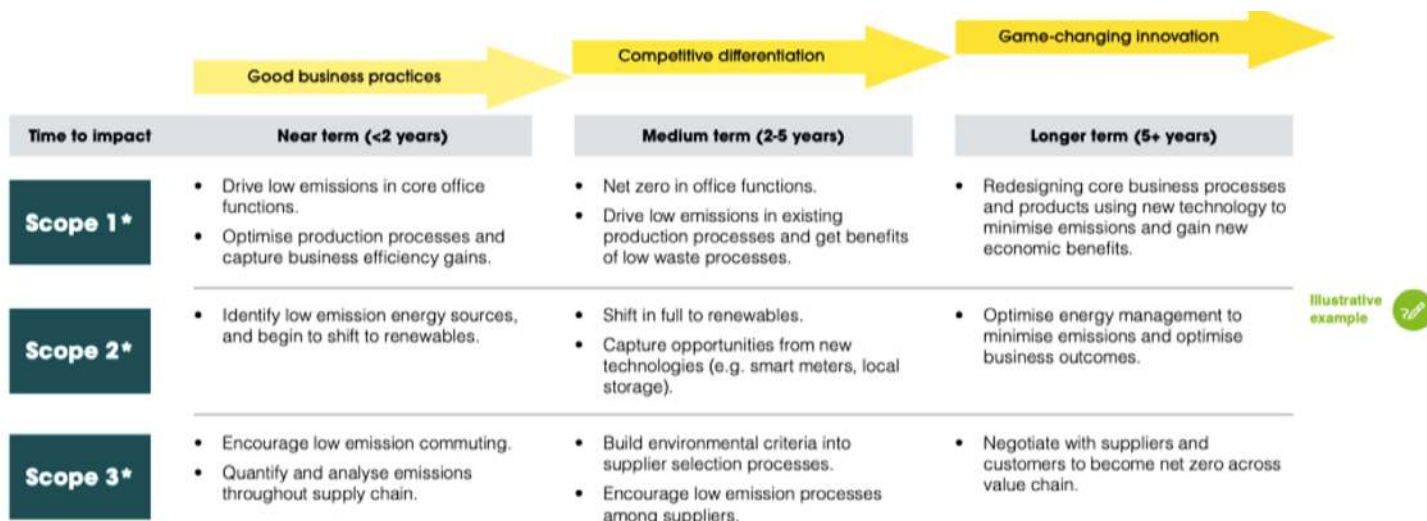 Game-changing innovation
Competitive differentiation
Good business practices
Time to impact
Near term (<2 years)
Medium term (2-5 years)
Longer term (5+ years)
Scope 1*
• Drive low emissions in core office
functions.
• Optimise production processes and
capture business efficiency gains.
• Net zero in office functions.
• Drive low emissions in existing
production processes and get benefits
of low waste processes.
• Redesigning core business processes
and products using new technology to
minimise emissions and gain new
economic benefits.
Illustrative
example
Scope 2*
• Identify low emission energy sources,
and begin to shift to renewables.
• Shift in full to renewables.
• Capture opportunities from new
technologies (e.g. smart meters, local
storage).
• Optimise energy management to
minimise emissions and optimise
business outcomes.
Scope 3*
• Encourage low emission commuting.
• Quantify and analyse emissions
throughout supply chain.
• Build environmental criteria into
supplier selection processes.
• Encourage low emission processes
among suppliers.
• Negotiate with suppliers and
customers to become net zero across
value chain.